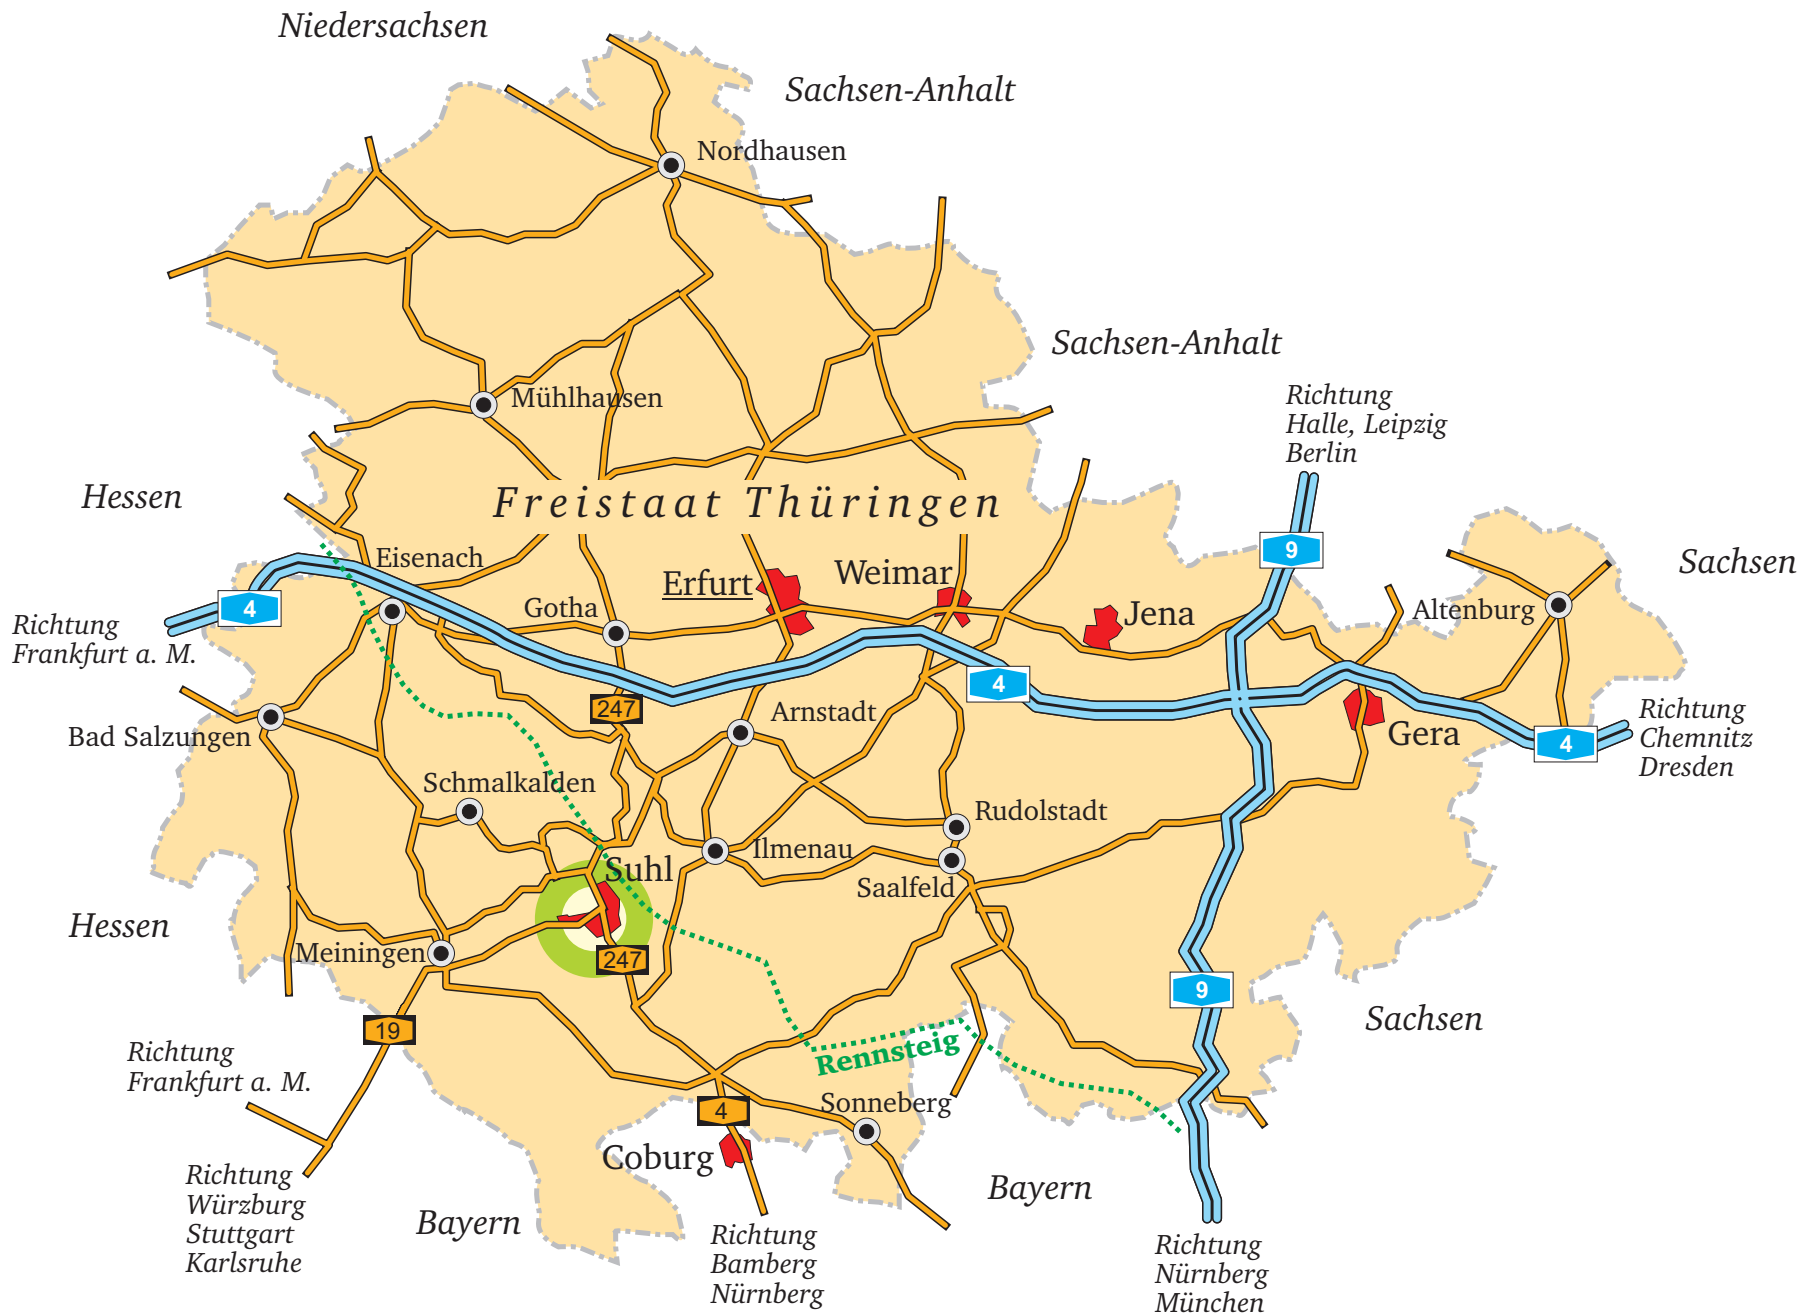 Niedersachsen
Sachsen-Anhalt
Nordhausen
Sachsen-Anhalt
Mühlhausen
Richtung
Halle, Leipzig
Berlin
Hessen
Freistaat Thüringen
9
Sachsen
Eisenach
Erfurt
Weimar
Gotha
Jena
Altenburg
4
Richtung
Frankfurt a. M.
4
247
Arnstadt
Bad Salzungen
Gera
4
Richtung
Chemnitz
Dresden
Schmalkalden
Rudolstadt
Ilmenau
Suhl
Saalfeld
Hessen
Meiningen
247
9
19
Sachsen
Rennsteig
Richtung
Frankfurt a. M.
4
Sonneberg
Coburg
Richtung
Würzburg
Stuttgart
Karlsruhe
Bayern
Bayern
Richtung
Bamberg
Nürnberg
Richtung
Nürnberg
München